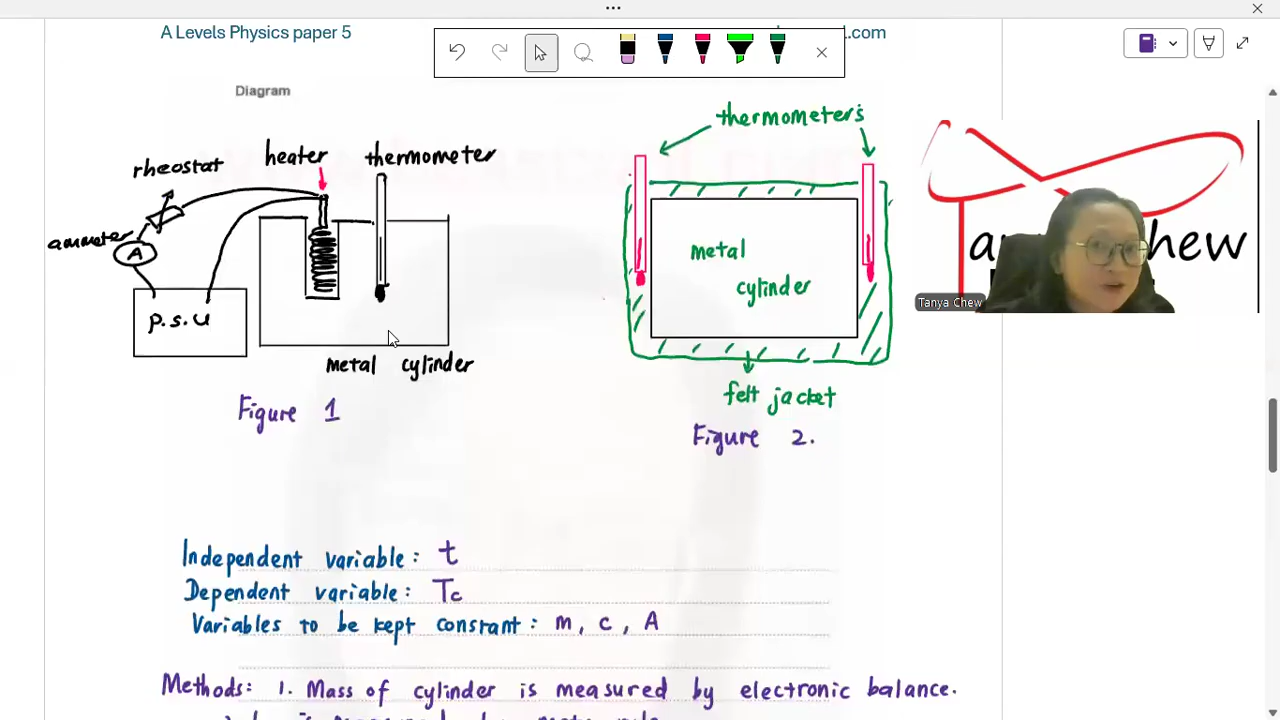 A Levels Physics paper 5
.com
Diagram
thermometers
rheostat
heater
thermometer
ammeter
A
p.s.u
metal cylinder
Figure 1
metal
cylinder
felt jacket
Figure 2.
Tanya Chew
Independent variable: t
Dependent variable: Tc
Variables to be kept constant: m, c, A
Methods: 1. Mass of cylinder is measured by electronic balance.